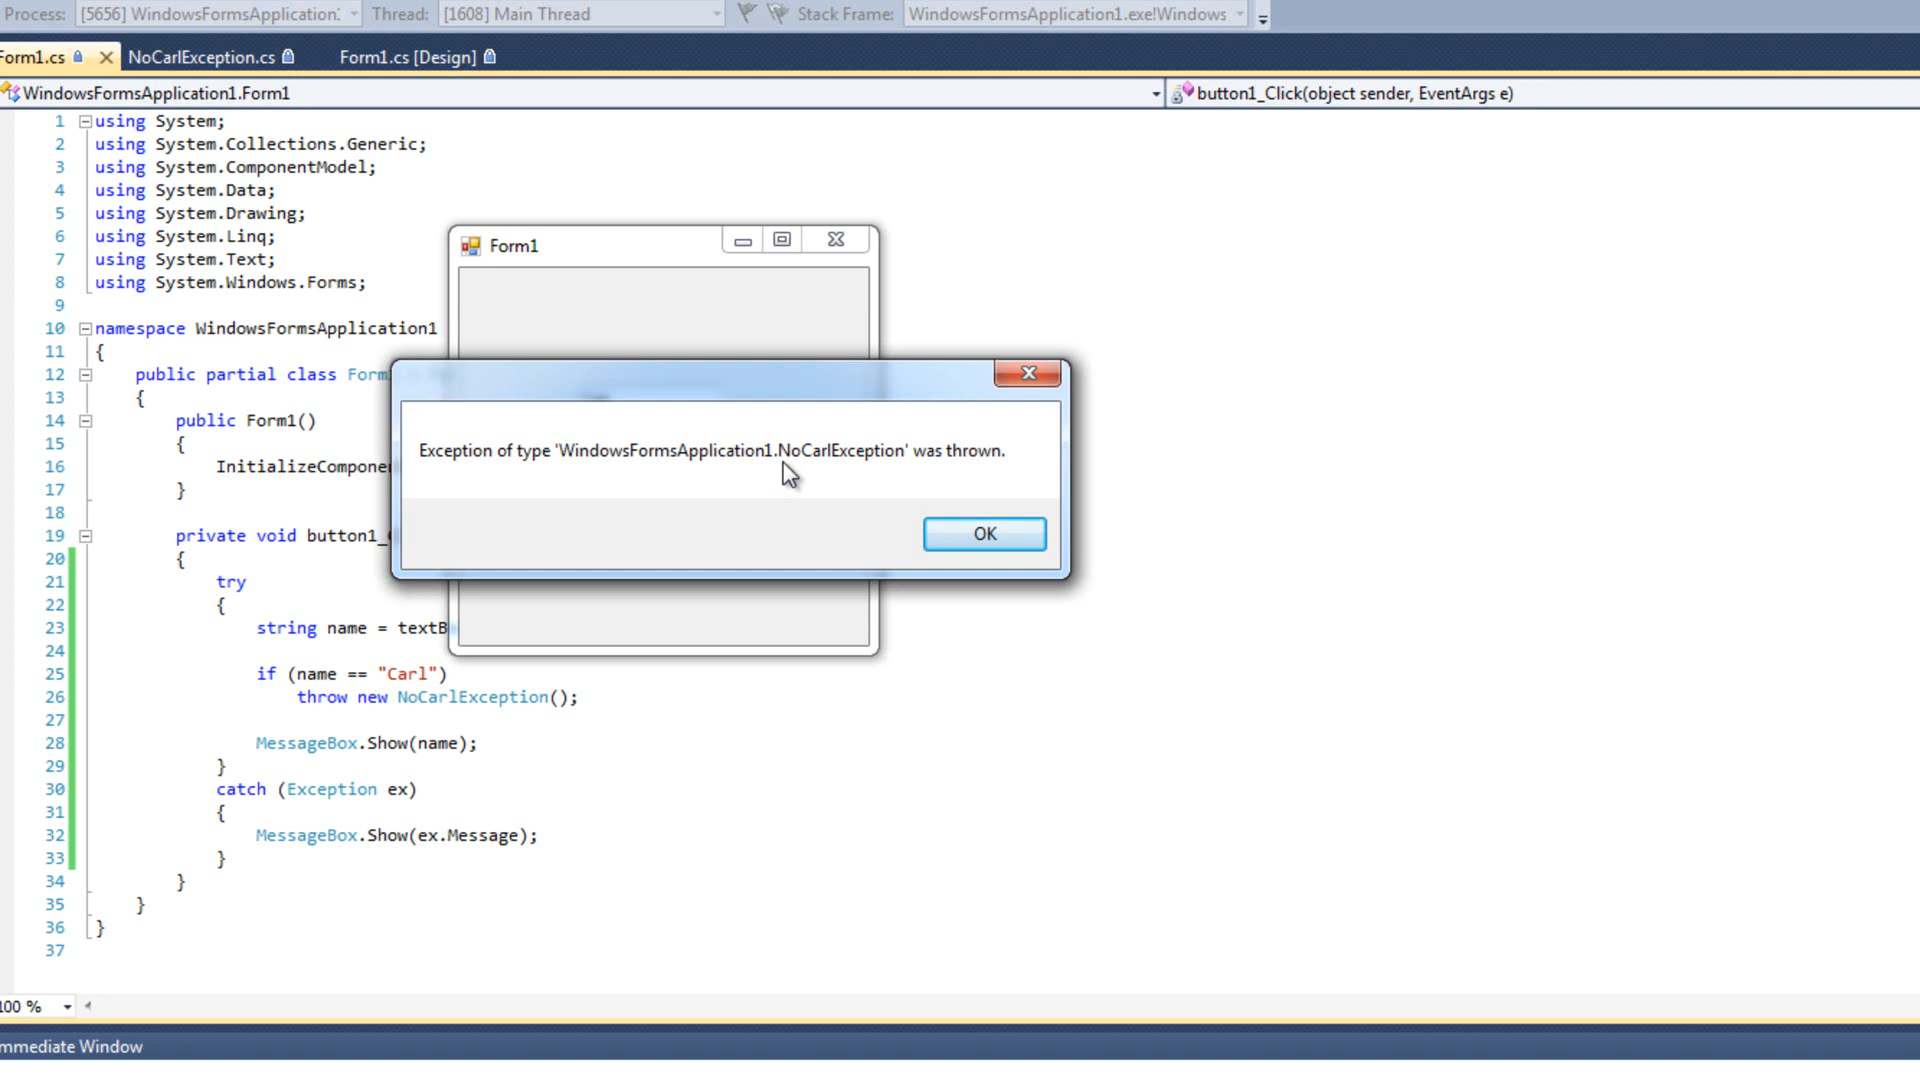 Process: [5656] WindowsFormsApplication: Thread: [1608] Main Thread Stack Frame: WindowsFormsApplication1.exe!Windows
Form1.cs NoCarlException.cs Form1.cs [Design]
WindowsFormsApplication1.Form1 button1_Click(object sender, EventArgs e)
1 using System;
2 using System.Collections.Generic;
3 using System.ComponentModel;
4 using System.Data;
5 using System.Drawing;
6 using System.Linq;
7 using System.Text;
8 using System.Windows.Forms;
9
10 namespace WindowsFormsApplication1
11 {
12 public partial class Form
13 {
14 public Form1()
15 {
16 InitializeComponen
17 }
18
19 private void button1_
20 {
21 try
22 {
23 string name = textB
24
25 if (name == "Carl")
26 throw new NoCarlException();
27
28 MessageBox.Show(name);
29 }
30 catch (Exception ex)
31 {
32 MessageBox.Show(ex.Message);
33 }
34 }
35 }
36 }
37
Form1
Exception of type 'WindowsFormsApplication1.NoCarlException' was thrown.
OK
100 %
mmediate Window